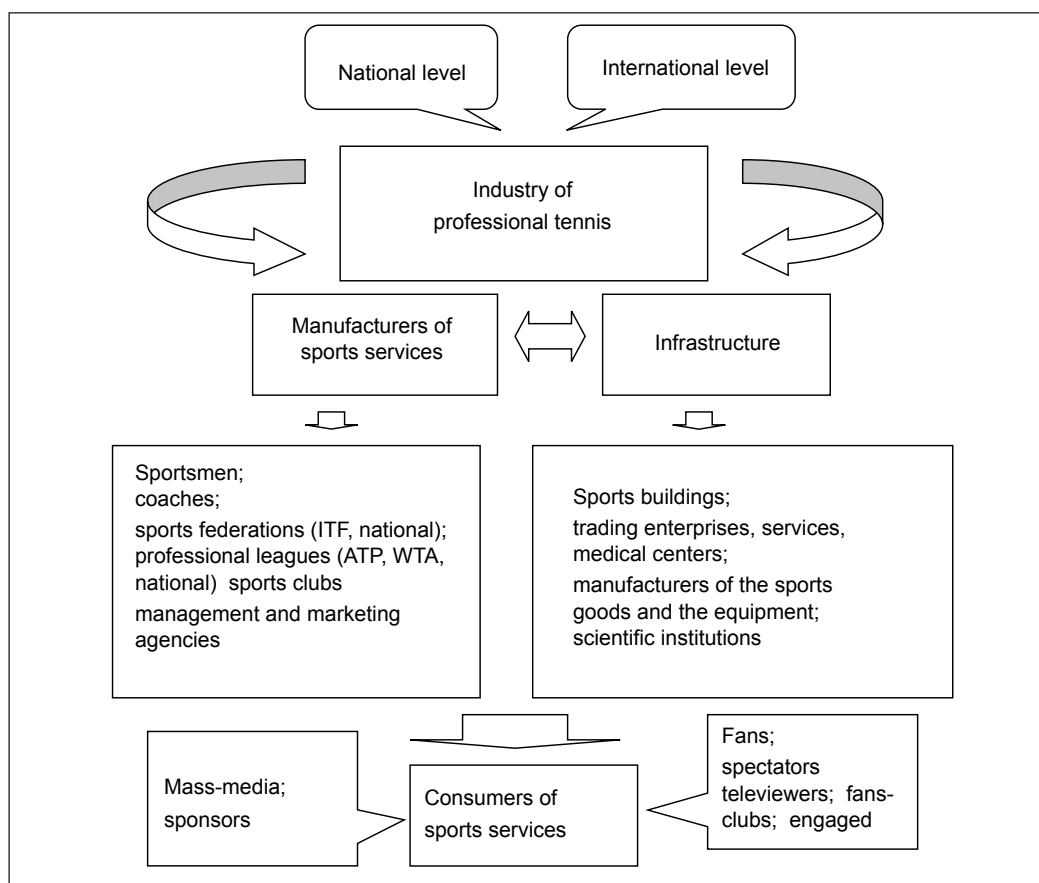 National level
International level
Industry of
professional tennis
Manufacturers of
sports services
Infrastructure
Sportsmen;
coaches;
sports federations (ITF, national);
professional leagues (ATP, WTA,
national)  sports clubs
management and marketing
agencies
Sports buildings;
trading enterprises, services,
medical centers;
manufacturers of the sports
goods and the equipment;
scientific institutions
Mass-media;
sponsors
Consumers of
sports services
Fans;
spectators
televiewers;  fans-
clubs;  engaged